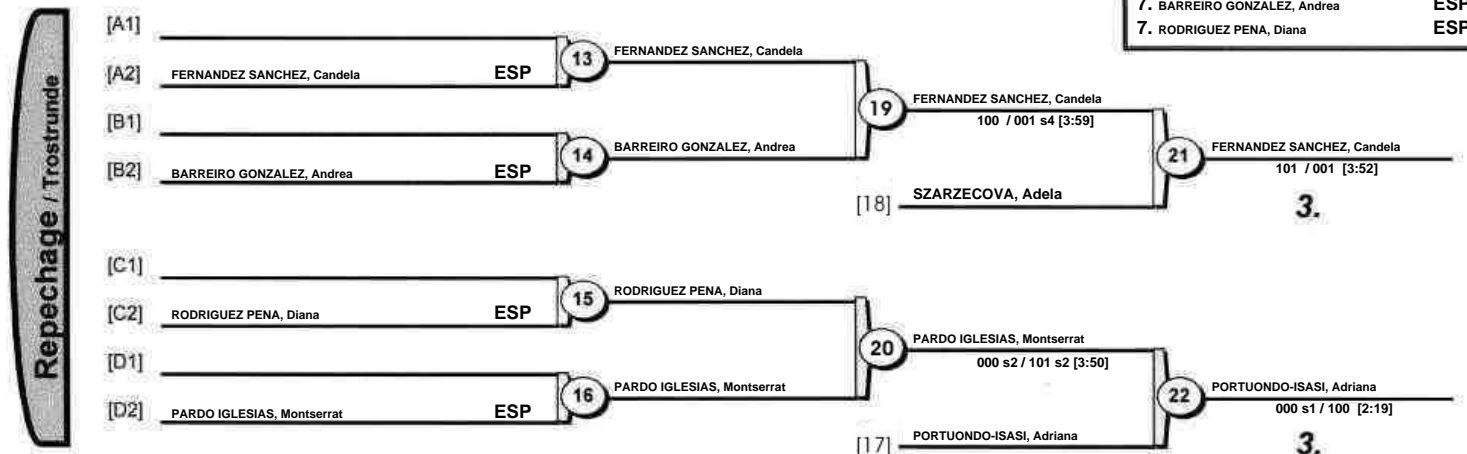 7. BARREIRO GONZALEZ, Andrea ESP
7. RODRIGUEZ PENA, Diana ESP
Repechage / Trostrunde
[A1]
[A2] FERNANDEZ SANCHEZ, Candela ESP
13 FERNANDEZ SANCHEZ, Candela
[B1]
[B2] BARREIRO GONZALEZ, Andrea ESP
14 BARREIRO GONZALEZ, Andrea
19 FERNANDEZ SANCHEZ, Candela
100 / 001 s4 [3:59]
[18] SZARZECOVA, Adela
21 FERNANDEZ SANCHEZ, Candela
101 / 001 [3:52]
3.
[C1]
[C2] RODRIGUEZ PENA, Diana ESP
15 RODRIGUEZ PENA, Diana
[D1]
[D2] PARDO IGLESIAS, Montserrat ESP
16 PARDO IGLESIAS, Montserrat
20 PARDO IGLESIAS, Montserrat
000 s2 / 101 s2 [3:50]
[17] PORTUONDO-ISASI, Adriana
22 PORTUONDO-ISASI, Adriana
000 s1 / 100 [2:19]
3.